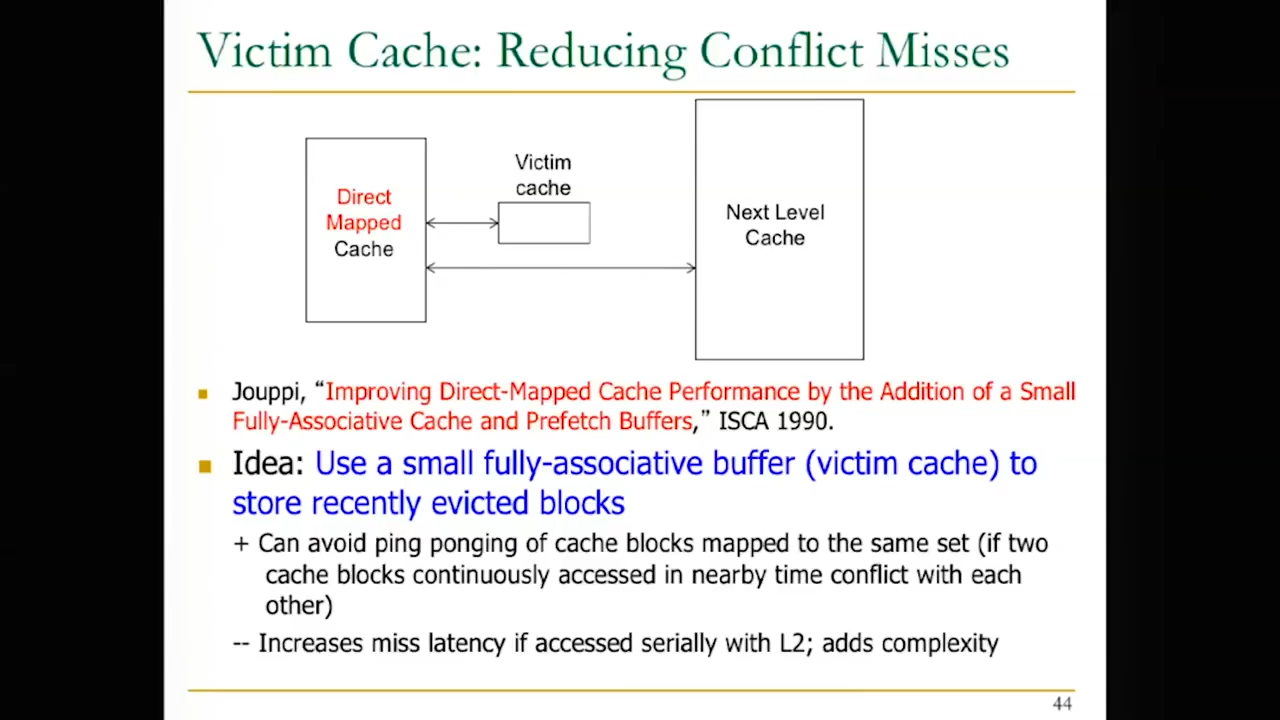 Victim Cache: Reducing Conflict Misses
Direct
Mapped
Cache
Victim
cache
Next Level
Cache
Jouppi, “Improving Direct-Mapped Cache Performance by the Addition of a Small
Fully-Associative Cache and Prefetch Buffers,” ISCA 1990.
Idea: Use a small fully-associative buffer (victim cache) to
store recently evicted blocks
+ Can avoid ping ponging of cache blocks mapped to the same set (if two
cache blocks continuously accessed in nearby time conflict with each
other)
-- Increases miss latency if accessed serially with L2; adds complexity
44